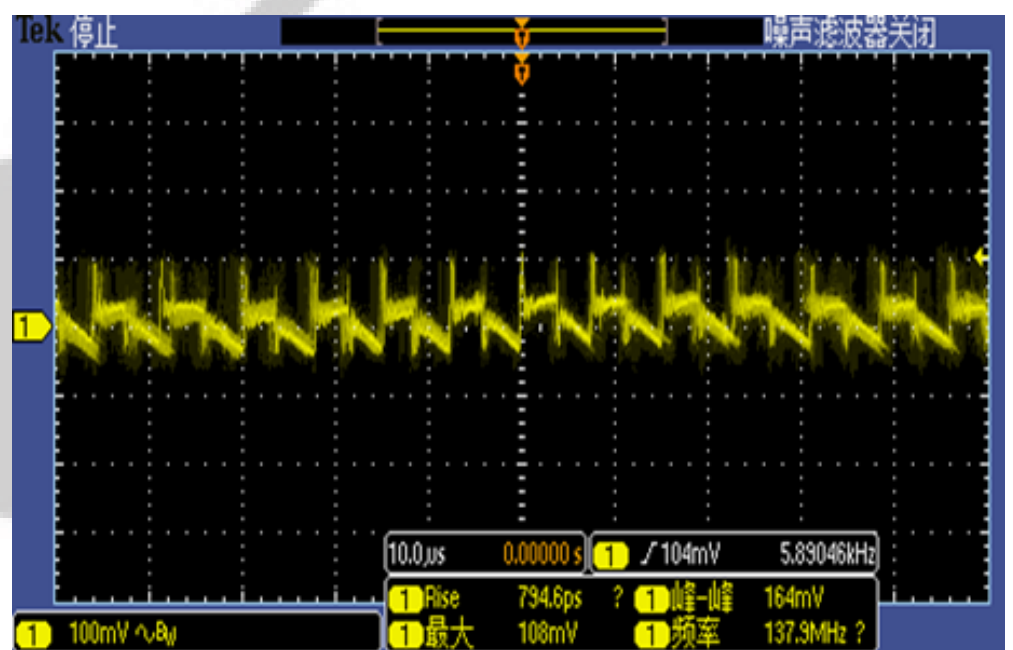 Tek 停止 噪声滤波器关闭
1
10.0µs 0.00000 s
1 ∫ 104mV 5.89046kHz
1 Rise 794.6ps ?
1 峰-峰 164mV
1 最大 108mV
1 频率 137.9MHz ?
1 100mV ∿ BW